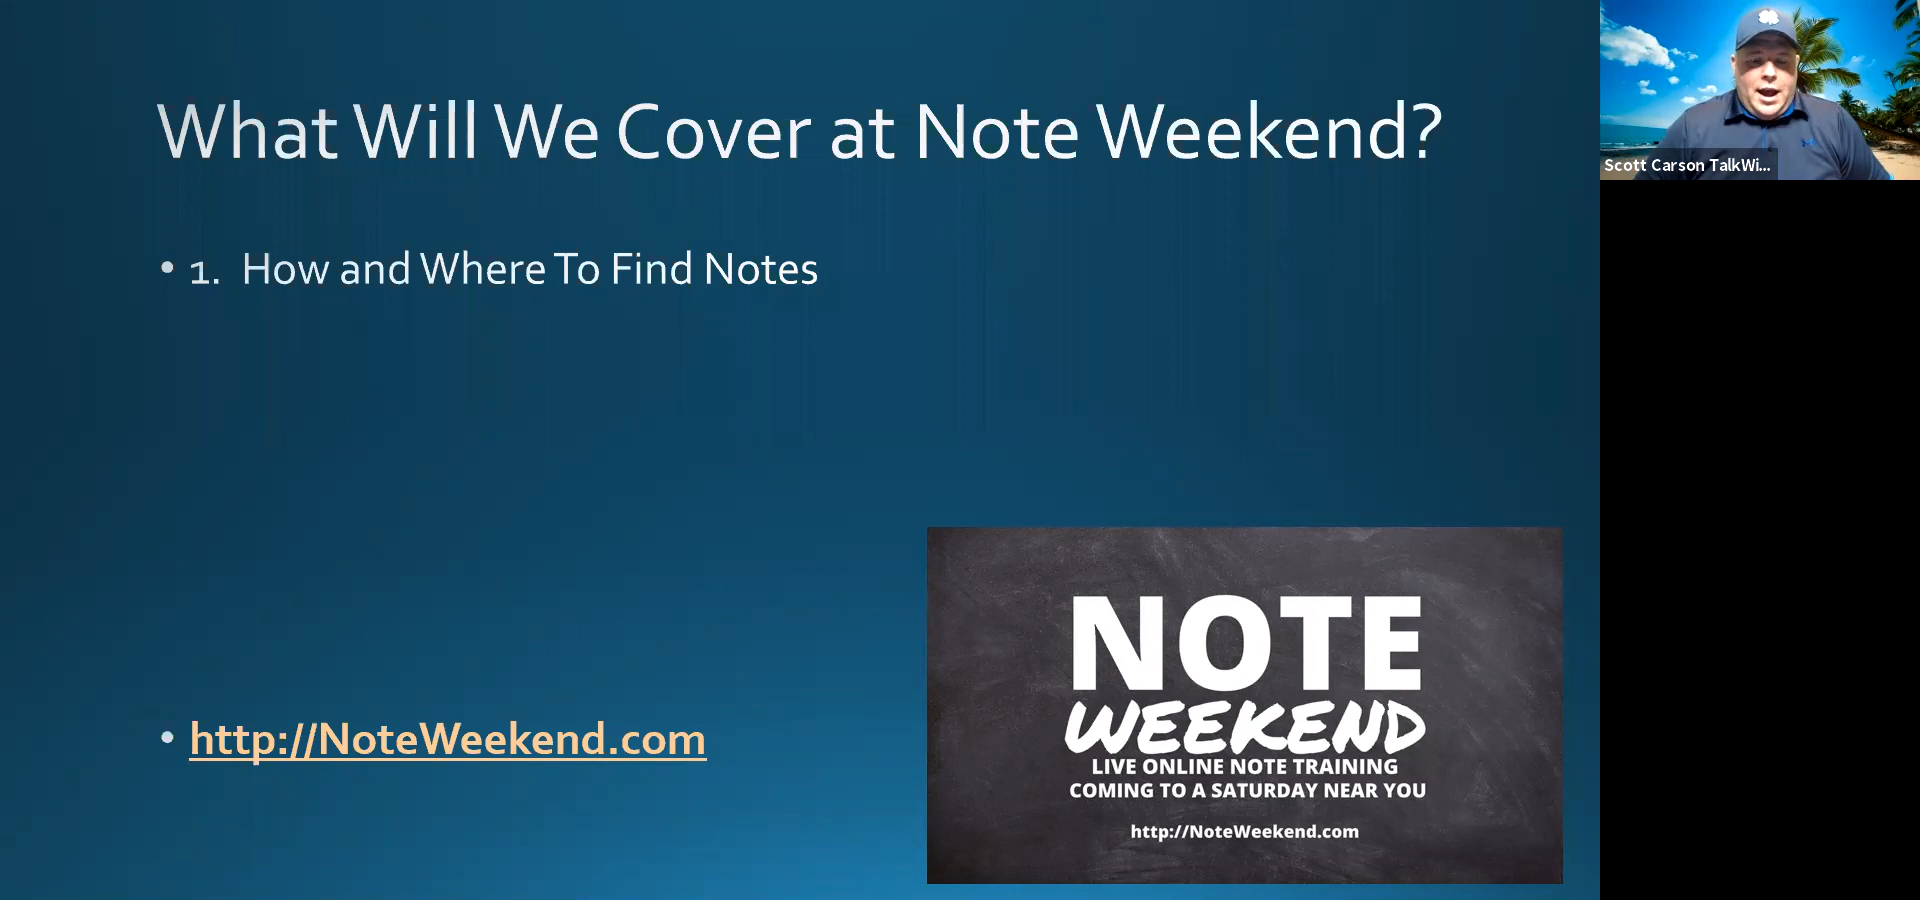 What Will We Cover at Note Weekend?
• 1. How and Where To Find Notes
• http://NoteWeekend.com
NOTE
WEEKEND
LIVE ONLINE NOTE TRAINING
COMING TO A SATURDAY NEAR YOU
http://NoteWeekend.com
Scott Carson TalkWi...